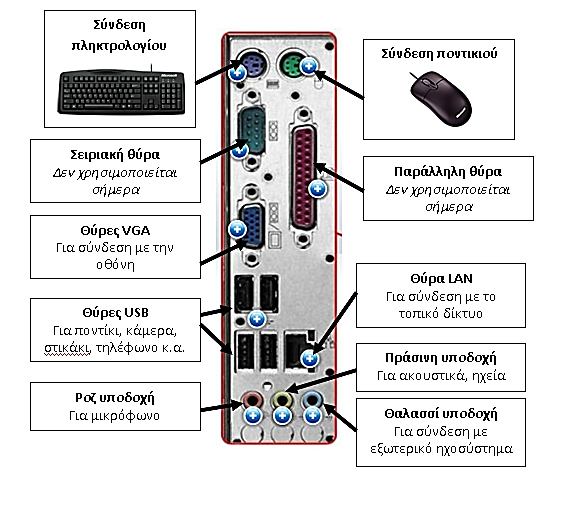 Σύνδεση
πληκτρολογίου
Microsoft
Σύνδεση ποντικιού
Σειριακή θύρα
Δεν χρησιμοποιείται
σήμερα
Παράλληλη θύρα
Δεν χρησιμοποιείται
σήμερα
Θύρες VGA
Για σύνδεση με την
οθόνη
Θύρα LAN
Για σύνδεση με το
τοπικό δίκτυο
Θύρες USB
Για ποντίκι, κάμερα,
στικάκι, τηλέφωνο κ.α.
Πράσινη υποδοχή
Για ακουστικά, ηχεία
Ροζ υποδοχή
Για μικρόφωνο
Θαλασσί υποδοχή
Για σύνδεση με
εξωτερικό ηχοσύστημα